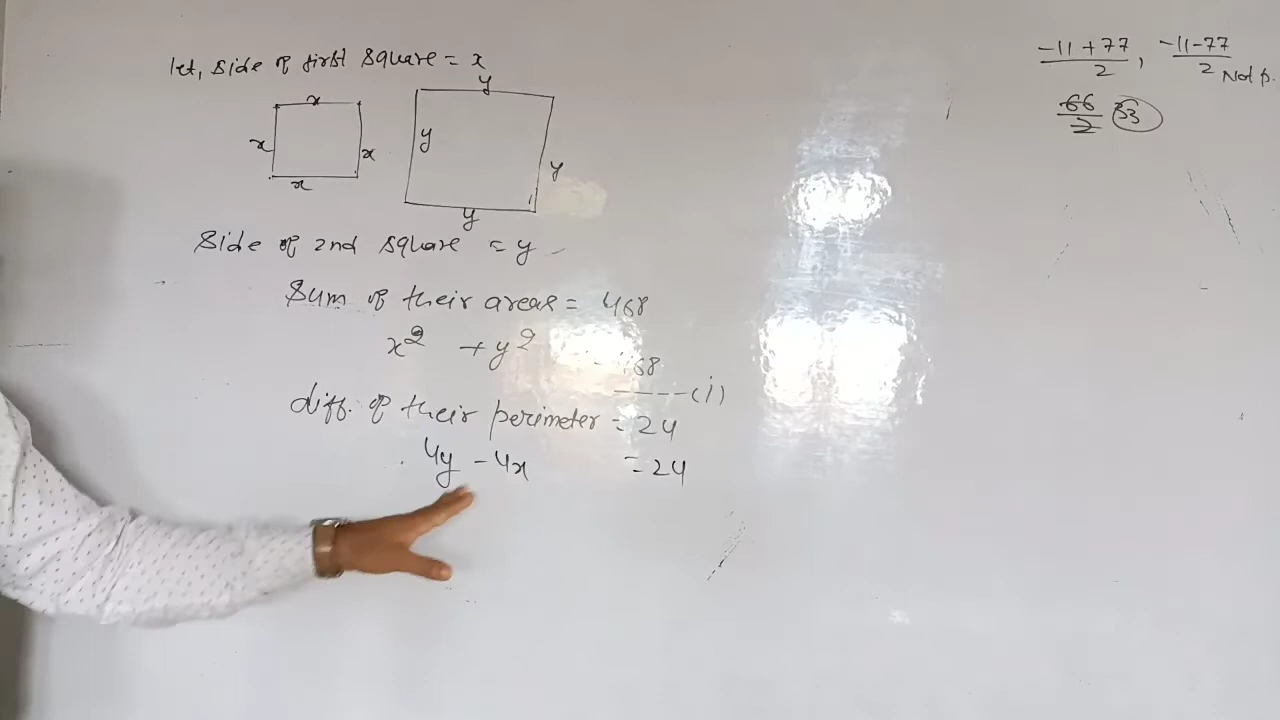 let, side of first square = x
x
x
x
x
y
y
y
y
Side of 2nd square = y
Sum of their areas = 468
x² + y² = 468
----(i)
diff. of their perimeter = 24
4y - 4x = 24
-11+77/2, -11-77/2 Not p.
66/2 33